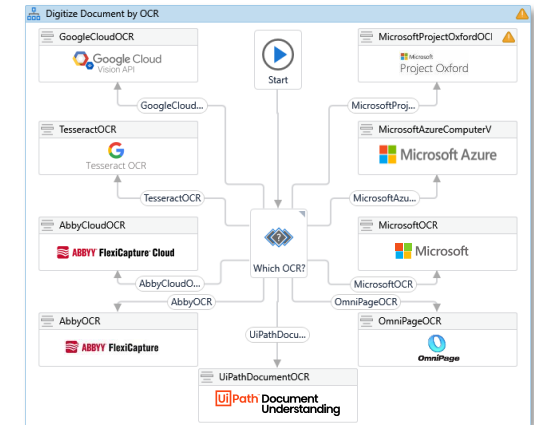 Digitize Document by OCR
GoogleCloudOCR
Google Cloud
Vision API
Start
MicrosoftProjectOxfordOCI
Microsoft
Project Oxford
GoogleCloud...
MicrosoftProj...
TesseractOCR
Tesseract OCR
MicrosoftAzureComputerV
Microsoft Azure
TesseractOCR
MicrosoftAzu...
AbbyCloudOCR
ABBYY FlexiCapture Cloud
Which OCR?
MicrosoftOCR
Microsoft
AbbyCloudO...
MicrosoftOCR
AbbyOCR
OmniPageOCR
AbbyOCR
ABBYY FlexiCapture
UiPathDocu...
OmniPageOCR
OmniPage
UiPathDocumentOCR
UiPath Document
Understanding